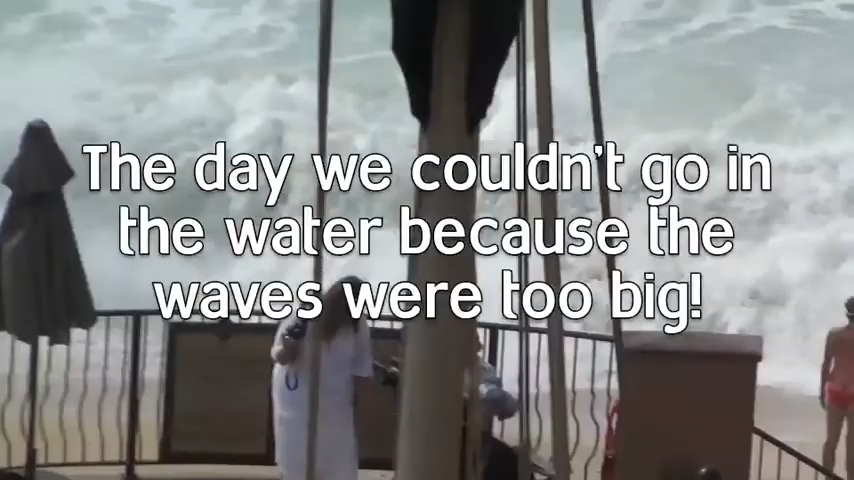 The day we couldn't go in
the water because the
waves were too big!